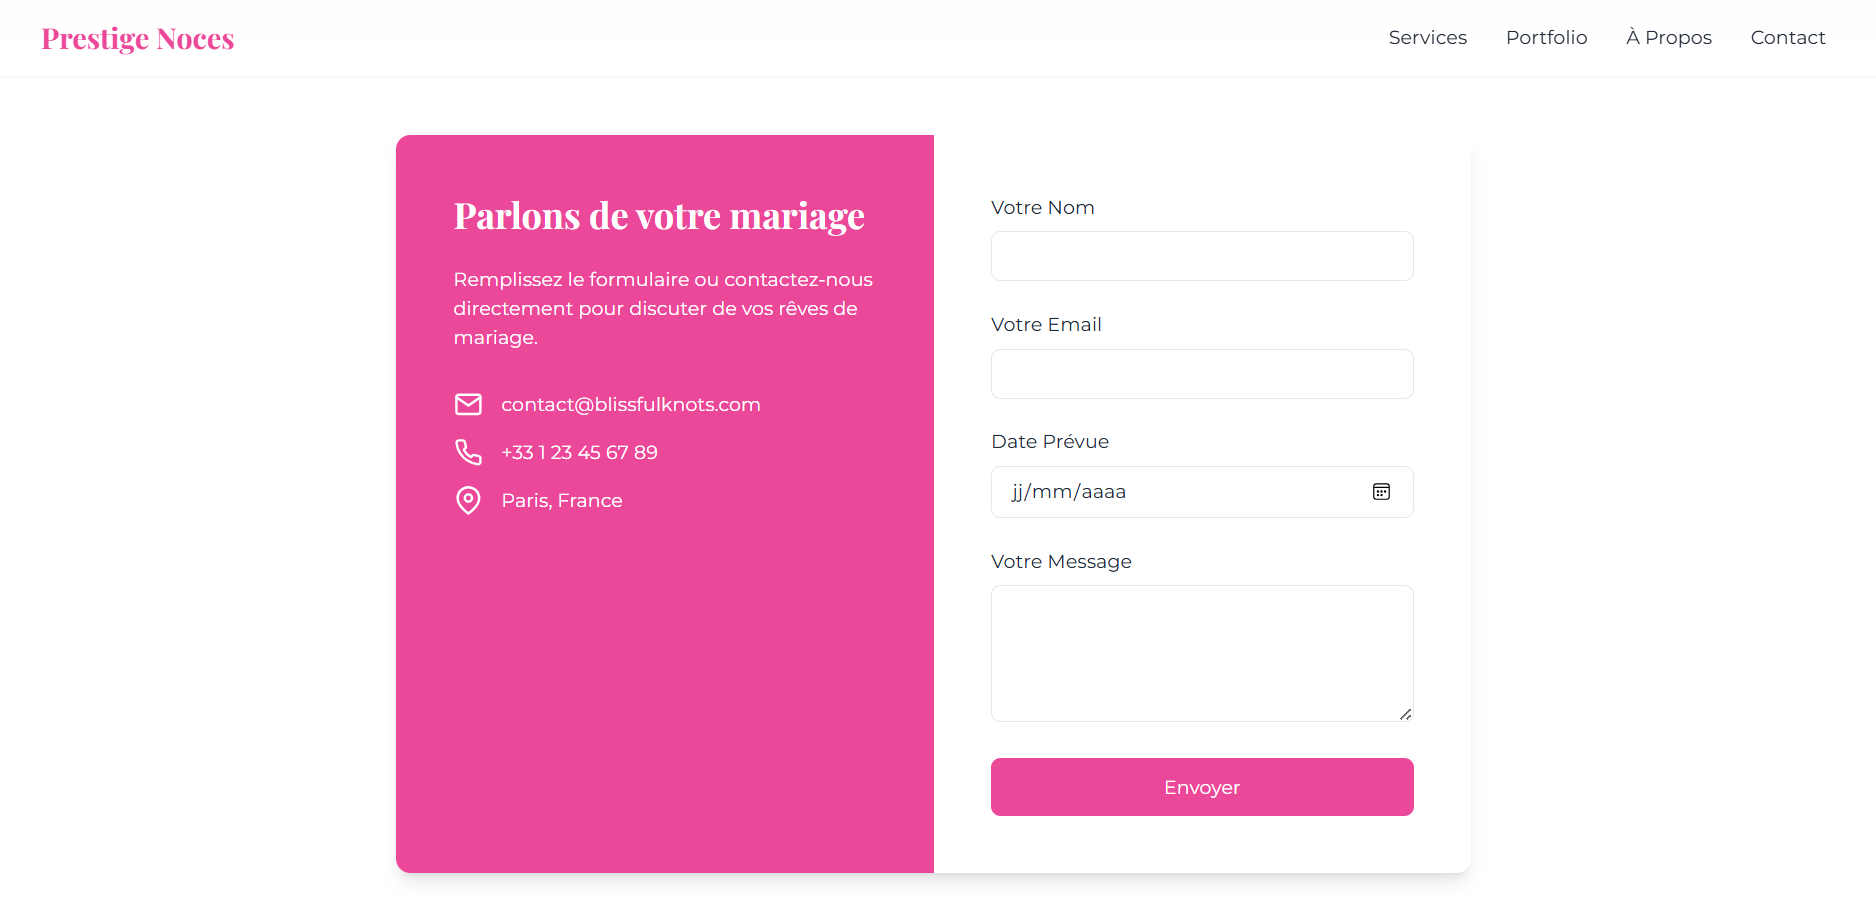 Prestige Noces
Services
Portfolio
À Propos
Contact
Parlons de votre mariage
Remplissez le formulaire ou contactez-nous
directement pour discuter de vos rêves de
mariage.
contact@blissfulknots.com
+33 1 23 45 67 89
Paris, France
Votre Nom
Votre Email
Date Prévue
jj/mm/aaaa
Votre Message
Envoyer